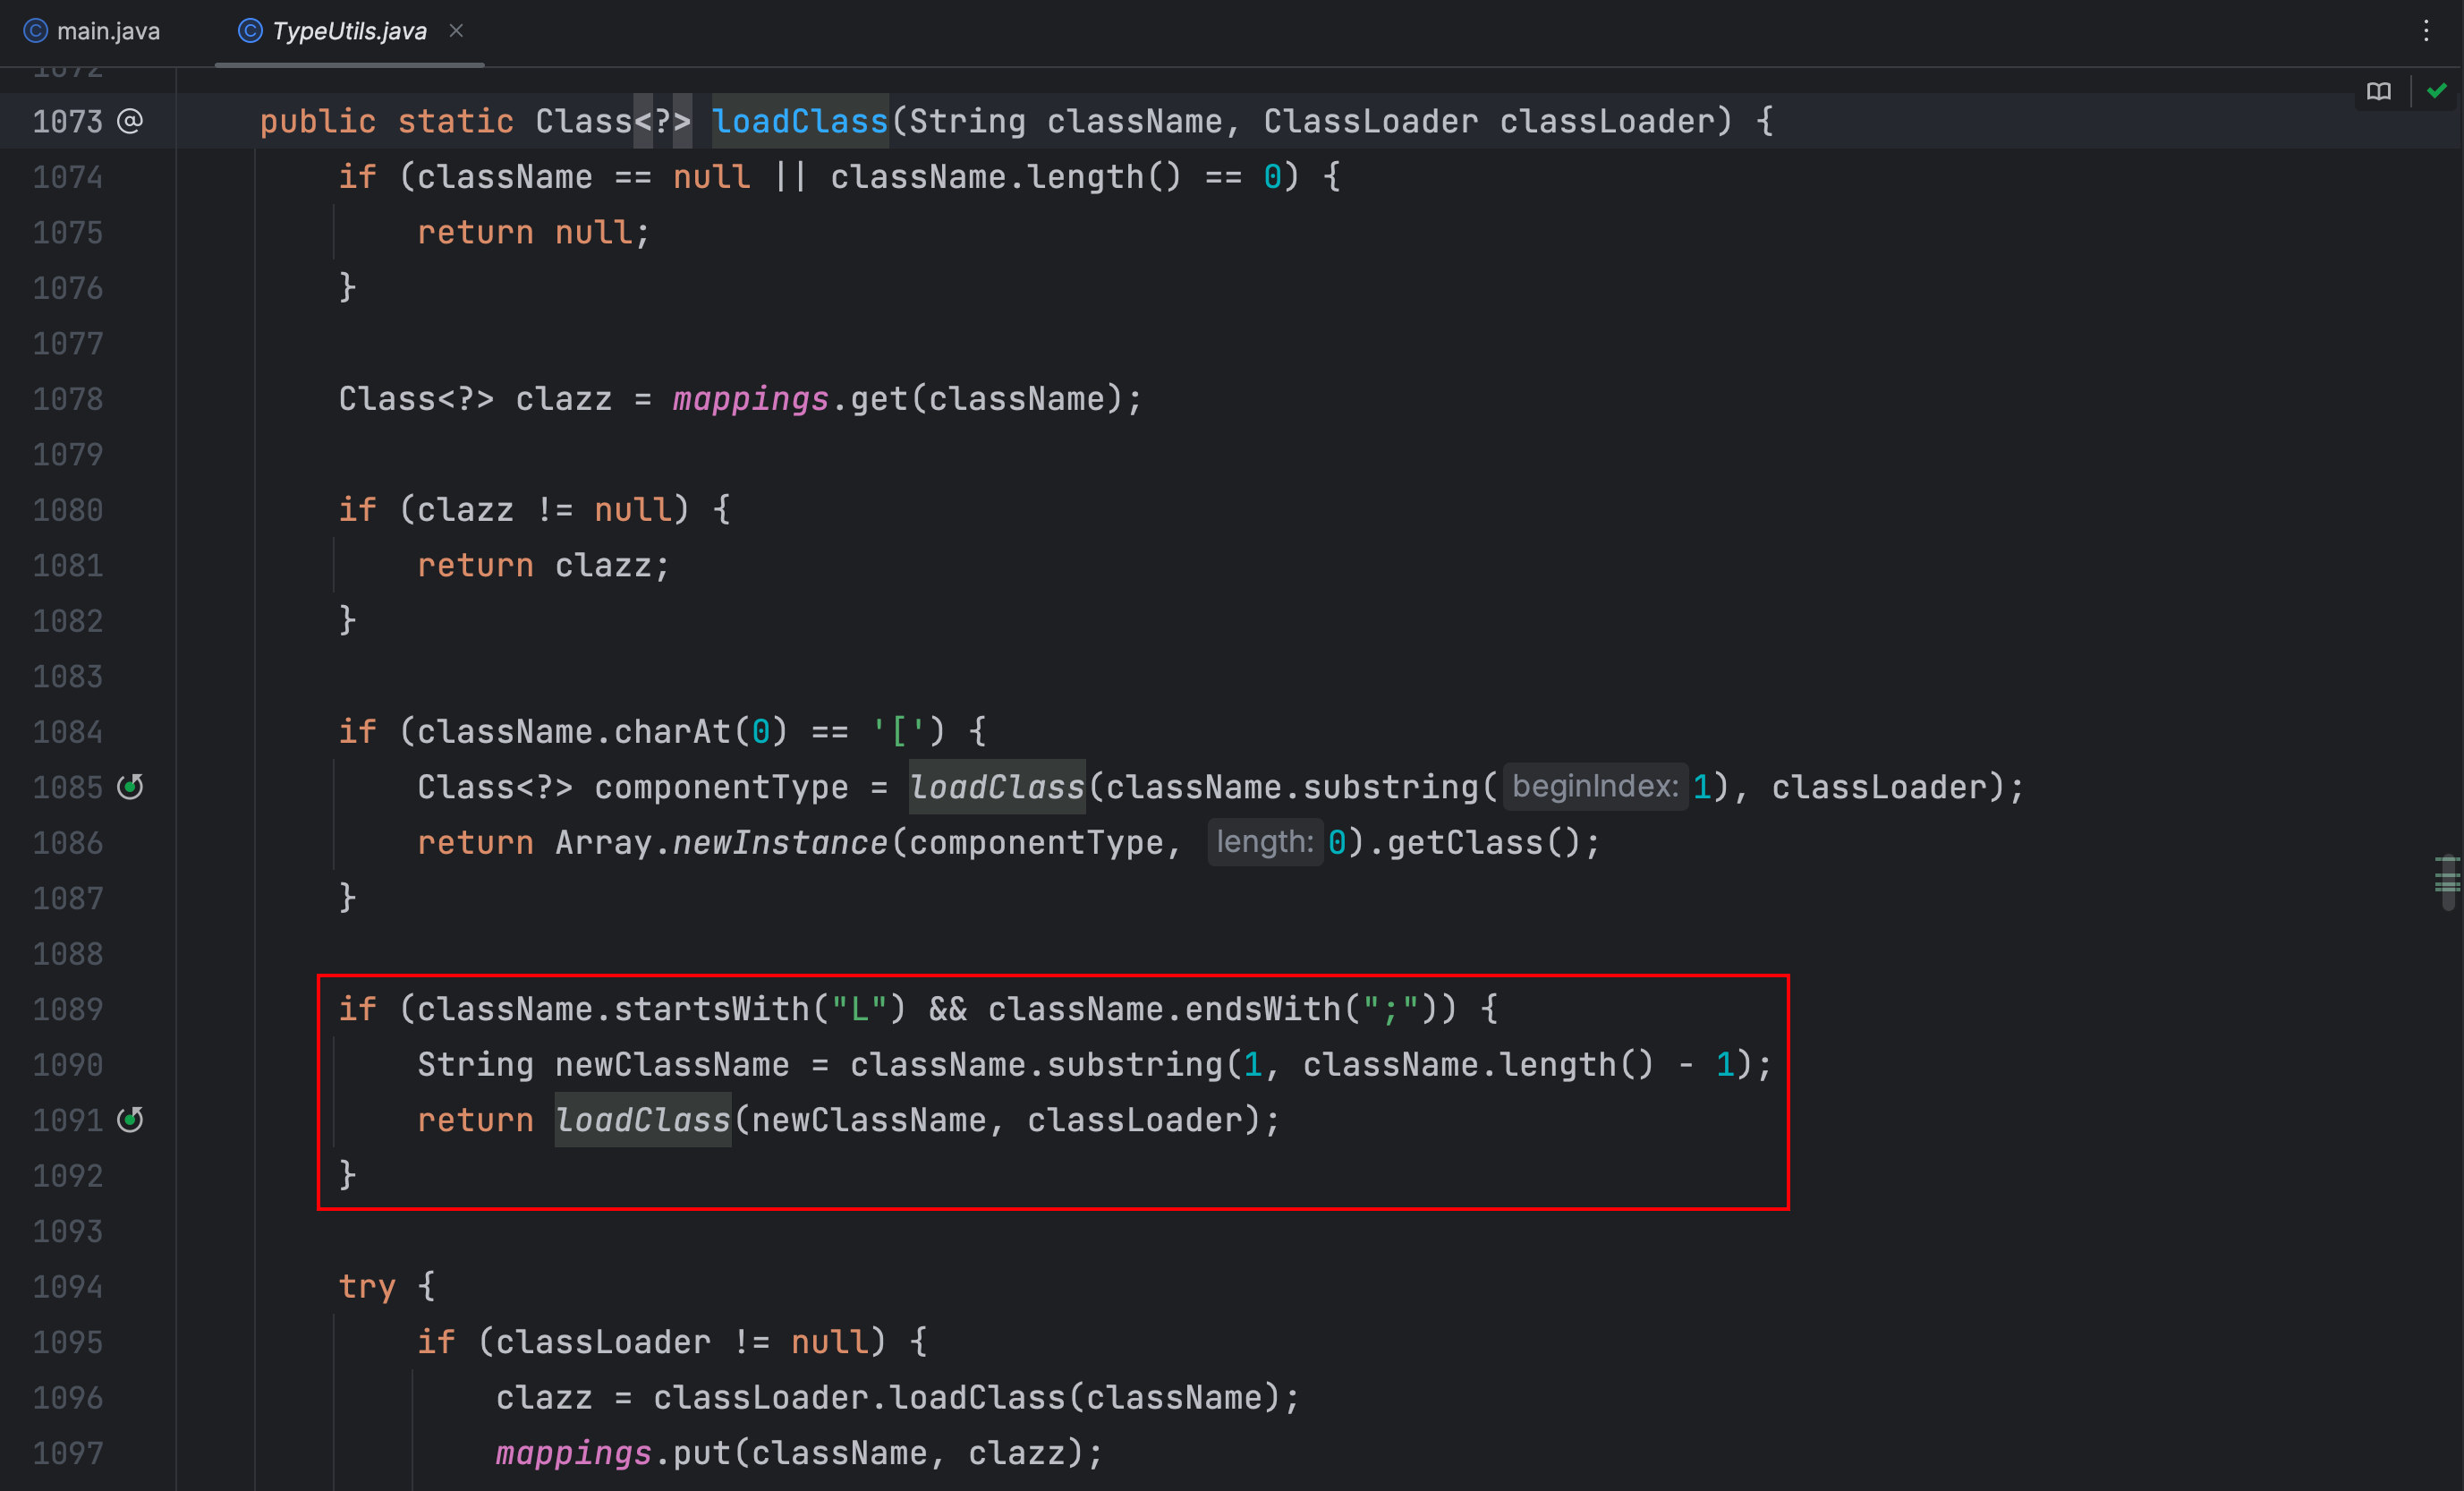 main.java
TypeUtils.java
1072
1073 @ public static Class<?> loadClass(String className, ClassLoader classLoader) {
1074 if (className == null || className.length() == 0) {
1075 return null;
1076 }
1077
1078 Class<?> clazz = mappings.get(className);
1079
1080 if (clazz != null) {
1081 return clazz;
1082 }
1083
1084 if (className.charAt(0) == '[') {
1085 Class<?> componentType = loadClass(className.substring( beginIndex: 1), classLoader);
1086 return Array.newInstance(componentType, length: 0).getClass();
1087 }
1088
1089 if (className.startsWith("L") && className.endsWith(";")) {
1090 String newClassName = className.substring(1, className.length() - 1);
1091 return loadClass(newClassName, classLoader);
1092 }
1093
1094 try {
1095 if (classLoader != null) {
1096 clazz = classLoader.loadClass(className);
1097 mappings.put(className, clazz);